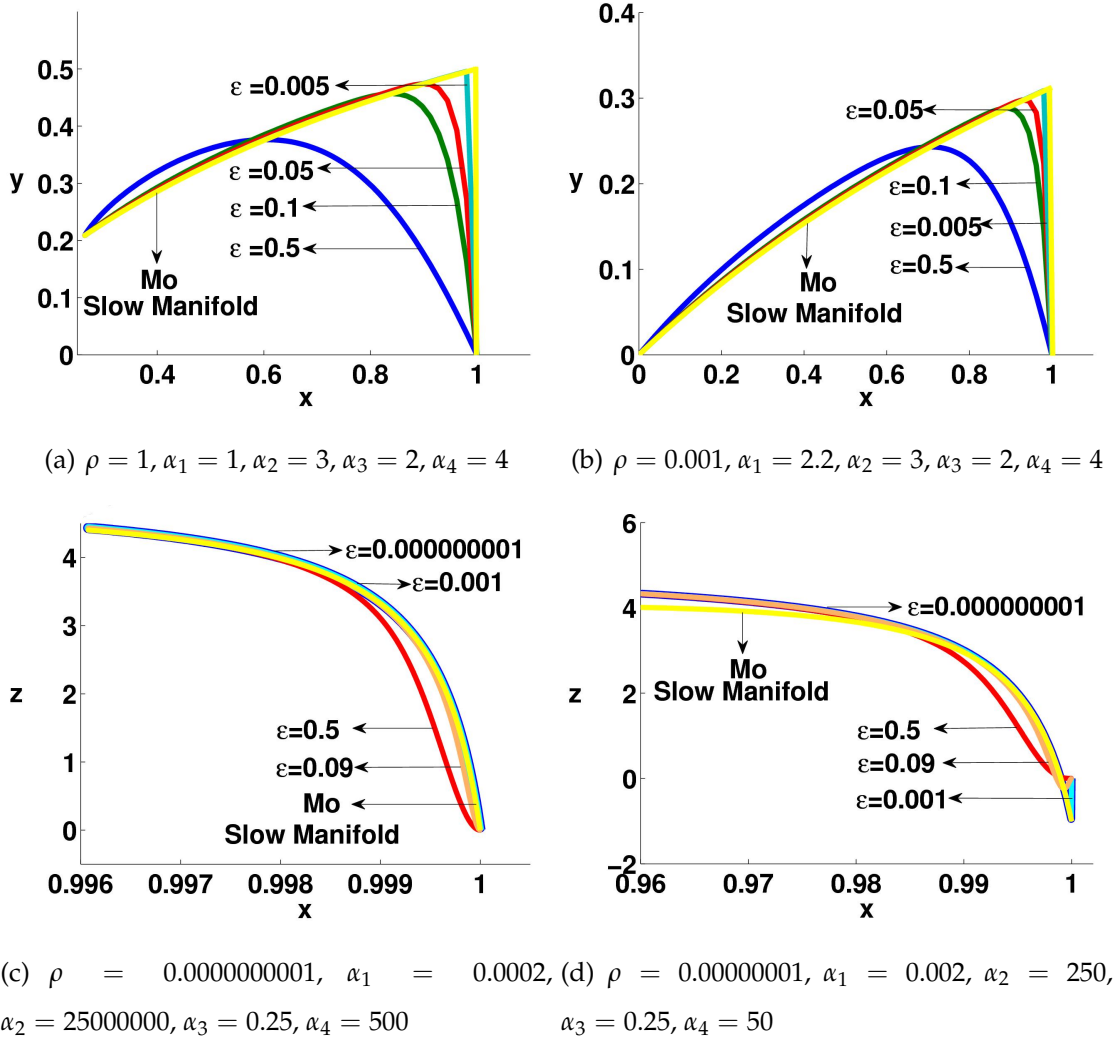 0.5
0.4
0.3
0.2
0.1
0
y
ε =0.005
ε =0.05
ε =0.1
ε =0.5
Mo
Slow Manifold
0.4 0.6 0.8 1
x
0.3
0.2
0.1
0
y
ε=0.05
ε=0.1
ε=0.005
ε=0.5
Mo
Slow Manifold
0 0.2 0.4 0.6 0.8 1
x
(a) ρ = 1, α1 = 1, α2 = 3, α3 = 2, α4 = 4
(b) ρ = 0.001, α1 = 2.2, α2 = 3, α3 = 2, α4 = 4
4
3
2
1
0
z
ε=0.000000001
ε=0.001
ε=0.5
ε=0.09
Mo
Slow Manifold
0.996 0.997 0.998 0.999 1
x
6
4
2
0
−2
z
ε=0.000000001
Mo
Slow Manifold
ε=0.5
ε=0.09
ε=0.001
0.96 0.97 0.98 0.99 1
x
(c) ρ = 0.0000000001, α1 = 0.0002,
α2 = 25000000, α3 = 0.25, α4 = 500
(d) ρ = 0.00000001, α1 = 0.002, α2 = 250,
α3 = 0.25, α4 = 50